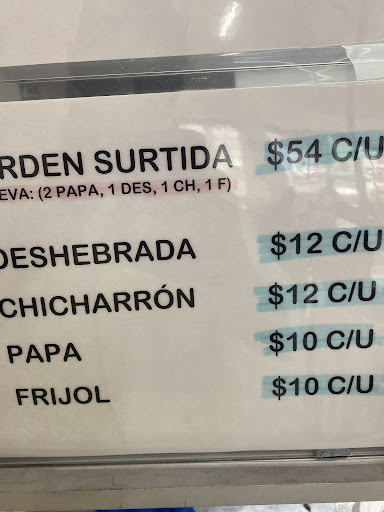 RDEN SURTIDA $54 C/U
EVA: (2 PAPA, 1 DES, 1 CH, 1 F)
DESHEBRADA $12 C/U
CHICHARRÓN $12 C/U
PAPA $10 C/U
FRIJOL $10 C/U